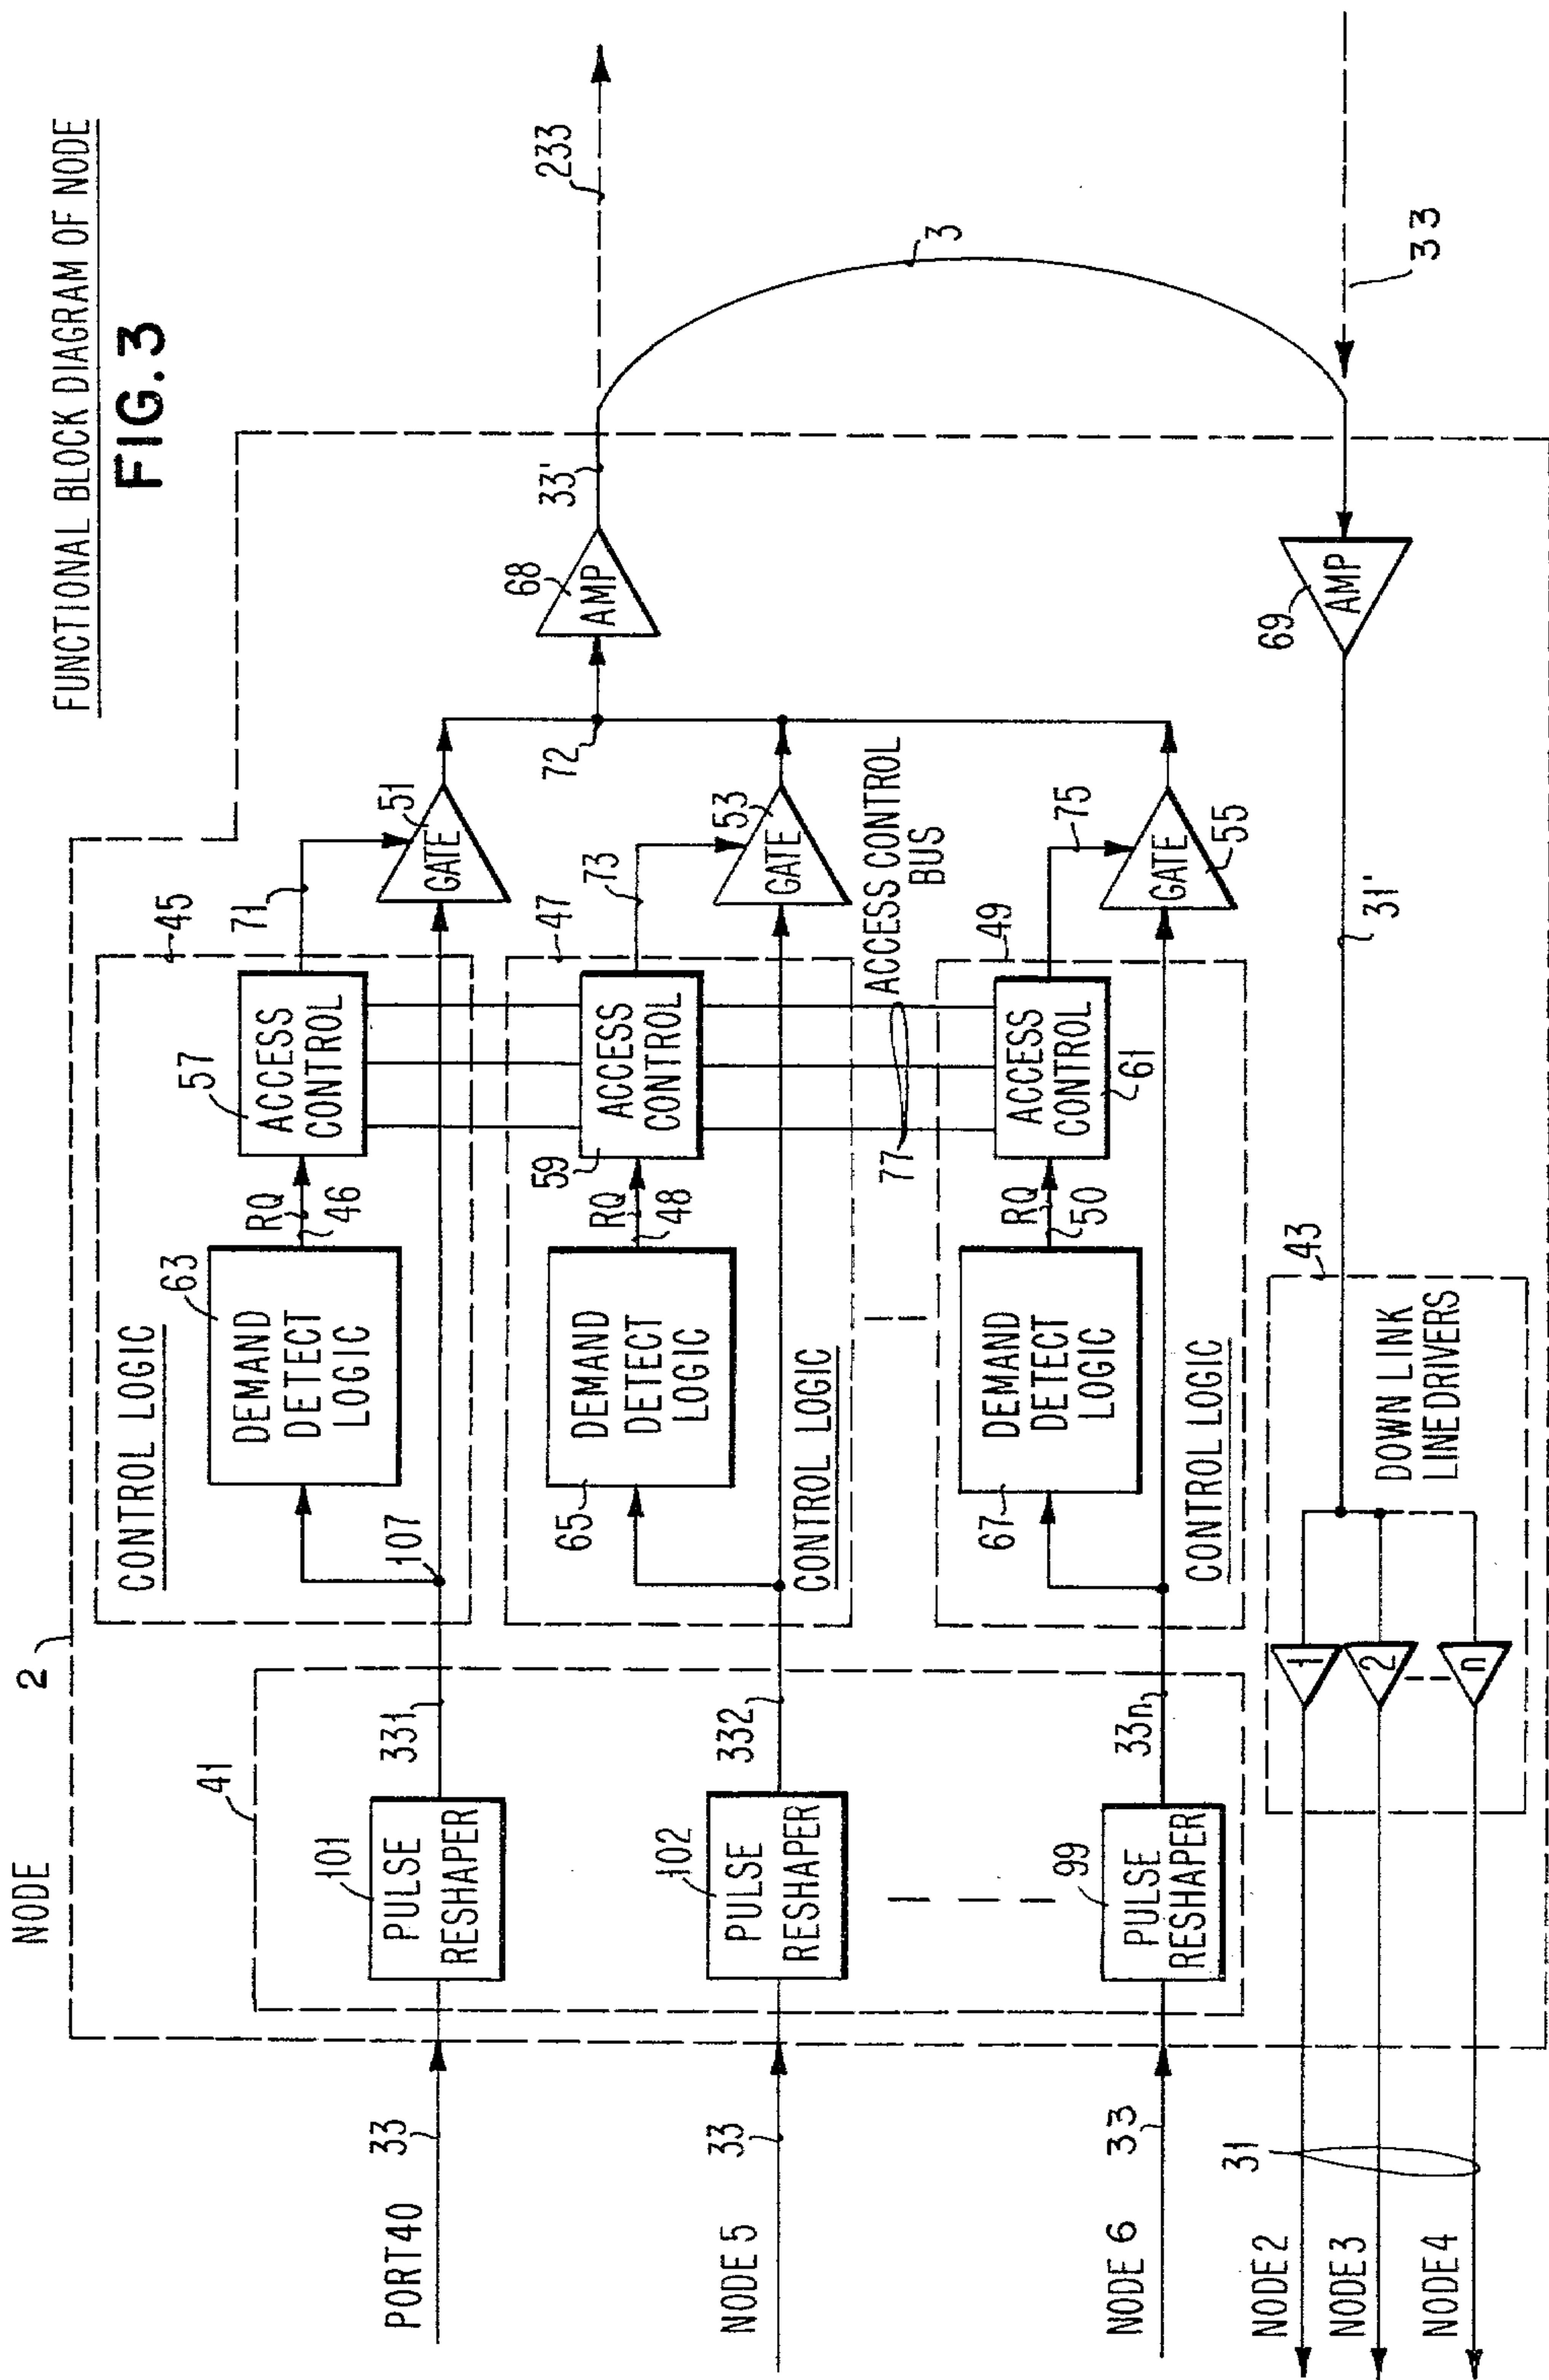 FUNCTIONAL BLOCK DIAGRAM OF NODE
FIG.3
NODE
2
41
PORT 40
33
101
PULSE
RESHAPER
331
107
CONTROL LOGIC
63
DEMAND
DETECT
LOGIC
RQ
46
57
ACCESS
CONTROL
45
71
51
GATE
NODE 5
33
102
PULSE
RESHAPER
332
CONTROL LOGIC
65
DEMAND
DETECT
LOGIC
RQ
48
59
ACCESS
CONTROL
47
73
53
GATE
72
68
AMP
33'
233
3
77
ACCESS CONTROL
BUS
NODE 6
33
99
PULSE
RESHAPER
33n
CONTROL LOGIC
67
DEMAND
DETECT
LOGIC
RQ
50
ACCESS
CONTROL
61
49
75
GATE
55
NODE 2
NODE 3
NODE 4
31
1
2
n
DOWN LINK
LINE DRIVERS
43
31'
69
AMP
33